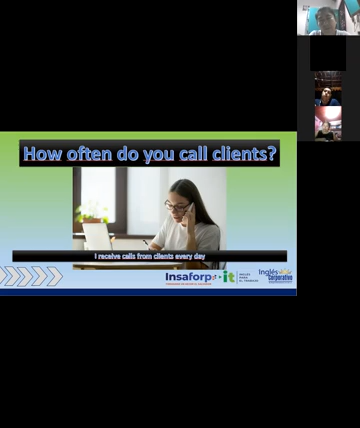 How often do you call clients?
I receive calls from clients every day
Insaforp
it
Inglés
corporativo